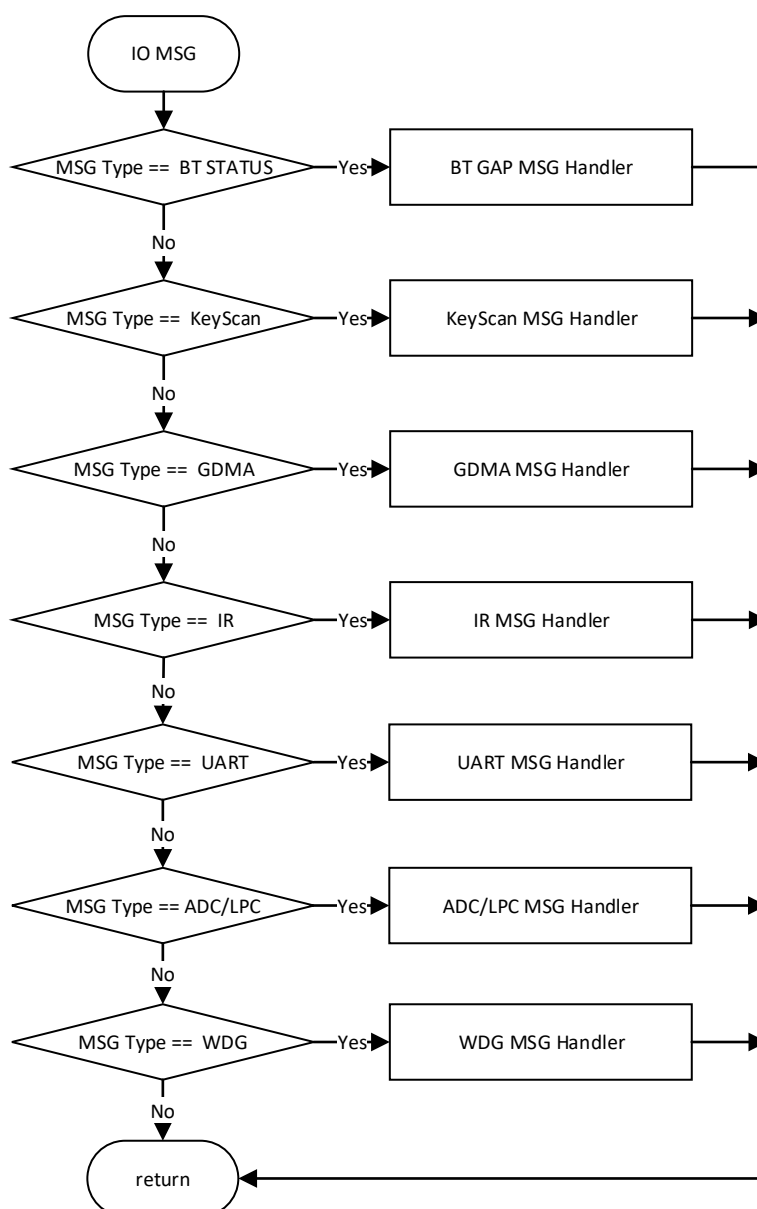 IO MSG
MSG Type ==  BT STATUS
Yes
BT GAP MSG Handler
No
MSG Type ==  KeyScan
Yes
KeyScan MSG Handler
No
MSG Type ==  GDMA
Yes
GDMA MSG Handler
No
MSG Type ==  IR
Yes
IR MSG Handler
No
MSG Type ==  UART
Yes
UART MSG Handler
No
MSG Type == ADC/LPC
Yes
ADC/LPC MSG Handler
No
MSG Type ==  WDG
Yes
WDG MSG Handler
No
return